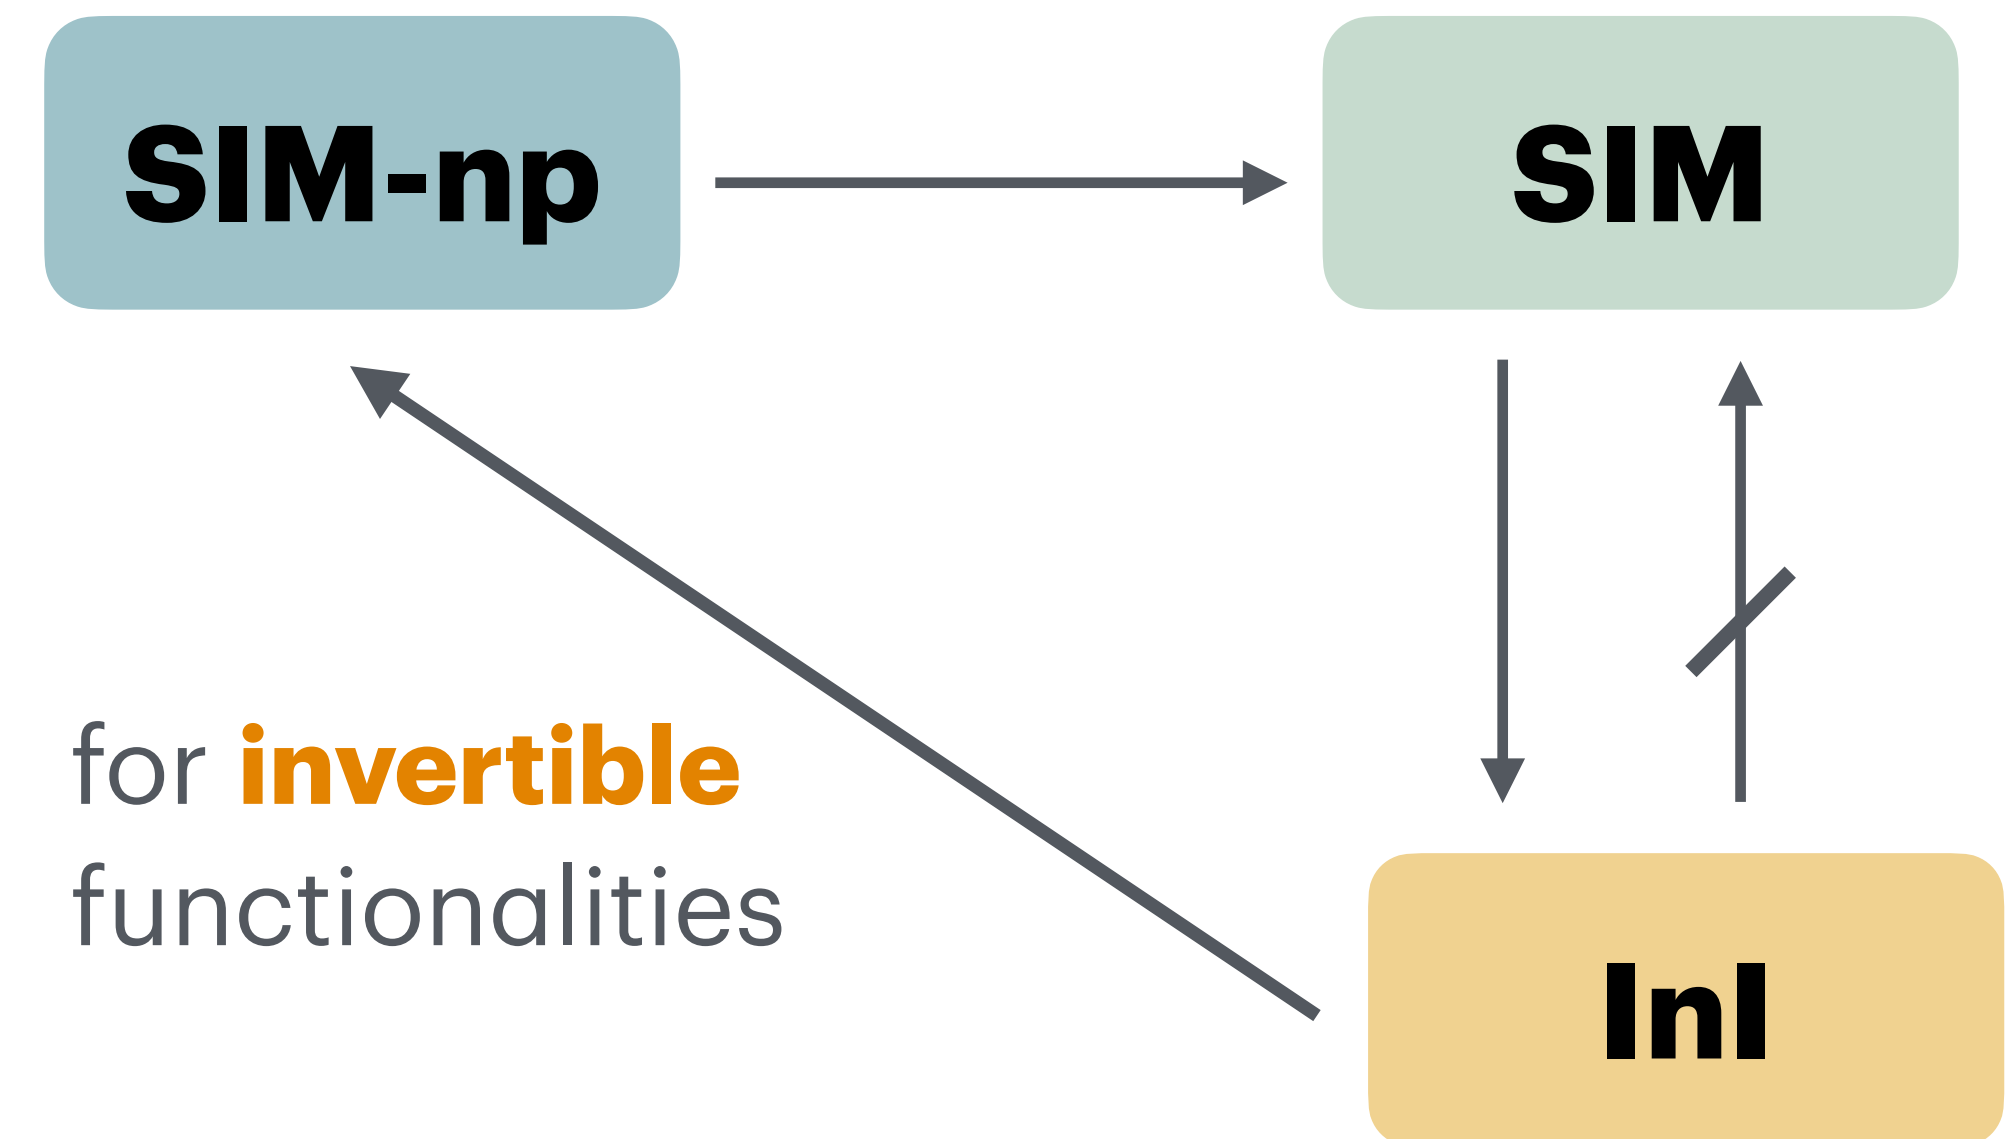 SIM-np
SIM
for invertible
functionalities
InI